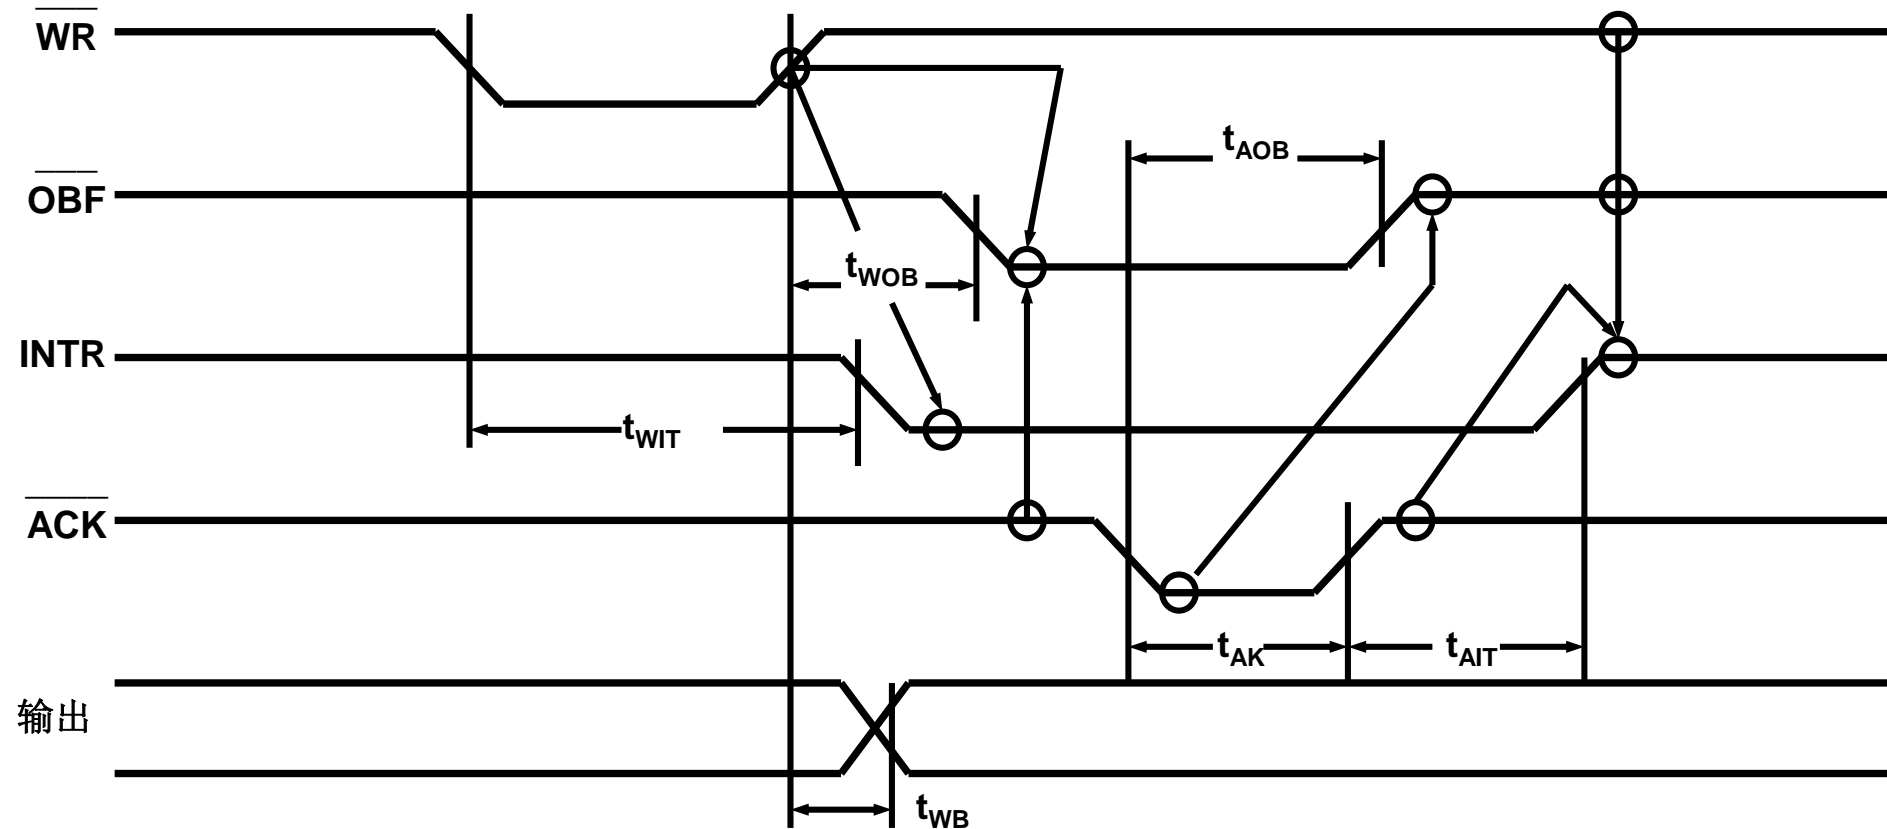 WR
tAOB
OBF
tWOB
INTR
tWIT
ACK
tAK
tAIT
输出
tWB